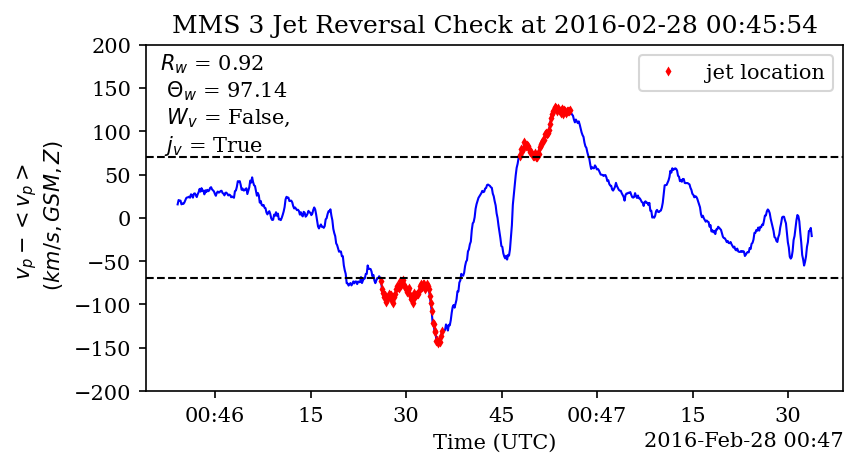 MMS 3 Jet Reversal Check at 2016-02-28 00:45:54
R_w = 0.92
Θ_w = 97.14
W_v = False,
j_v = True
jet location
v_p − < v_p >
(km/s, GSM, Z)
200
150
100
50
0
−50
−100
−150
−200
00:46 15 30 45 00:47 15 30
Time (UTC)
2016-Feb-28 00:47